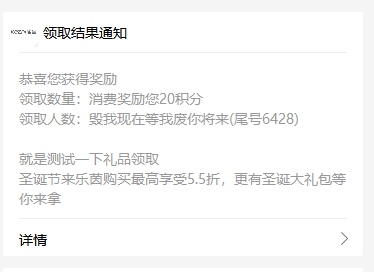 领取结果通知
恭喜您获得奖励
领取数量：消费奖励您20积分
领取人数：毁我现在等我废你将来(尾号6428)
就是测试一下礼品领取
圣诞节来乐茵购买最高享受5.5折，更有圣诞大礼包等
你来拿
详情